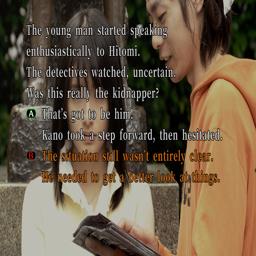 The young man started speaking
enthusiastically to Hitomi.
The detectives watched, uncertain.
Was this really the kidnapper?
A That's got to be him.
Kano took a step forward, then hesitated.
B The situation still wasn't entirely clear.
We needed to get a better look at things.